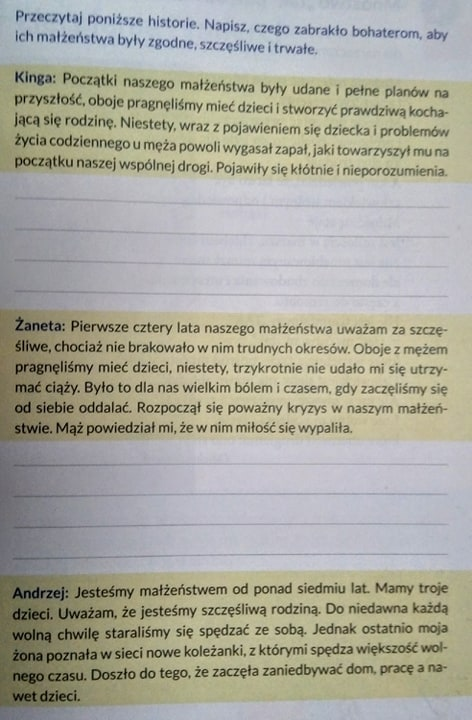 Przeczytaj poniższe historie. Napisz, czego zabrakło bohaterom, aby
ich małżeństwa były zgodne, szczęśliwe i trwałe.
Kinga: Początki naszego małżeństwa były udane i pełne planów na
przyszłość, oboje pragnęliśmy mieć dzieci i stworzyć prawdziwą kocha-
jącą się rodzinę. Niestety, wraz z pojawieniem się dziecka i problemów
życia codziennego u męża powoli wygasał zapał, jaki towarzyszył mu na
początku naszej wspólnej drogi. Pojawiły się kłótnie i nieporozumienia.
Żaneta: Pierwsze cztery lata naszego małżeństwa uważam za szczę-
śliwe, chociaż nie brakowało w nim trudnych okresów. Oboje z mężem
pragnęliśmy mieć dzieci, niestety, trzykrotnie nie udało mi się utrzy-
mać ciąży. Było to dla nas wielkim bólem i czasem, gdy zaczęliśmy się
od siebie oddalać. Rozpoczął się poważny kryzys w naszym małżeń-
stwie. Mąż powiedział mi, że w nim miłość się wypaliła.
Andrzej: Jesteśmy małżeństwem od ponad siedmiu lat. Mamy troje
dzieci. Uważam, że jesteśmy szczęśliwą rodziną. Do niedawna każdą
wolną chwilę staraliśmy się spędzać ze sobą. Jednak ostatnio moja
żona poznała w sieci nowe koleżanki, z którymi spędza większość wol-
nego czasu. Doszło do tego, że zaczęła zaniedbywać dom, pracę a na-
wet dzieci.